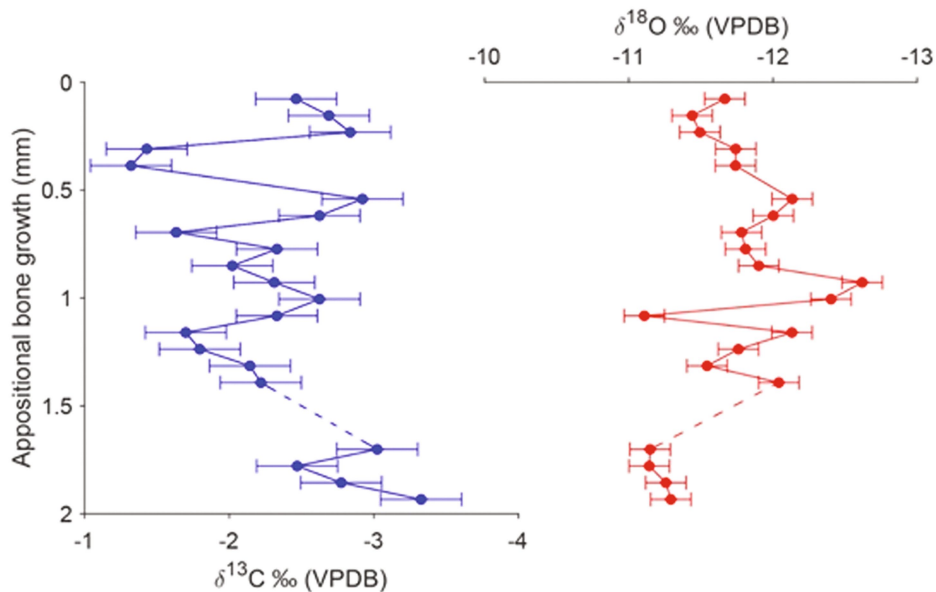 δ18O ‰ (VPDB)
-10 -11 -12 -13
0
0.5
1
1.5
2
Appositional bone growth (mm)
-1 -2 -3 -4
δ13C ‰ (VPDB)